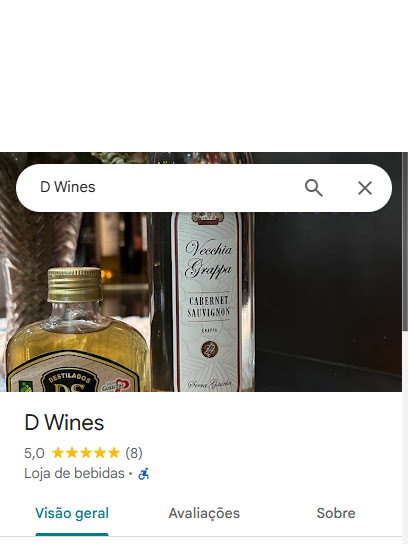 D Wines
Vecchia
Grappa
CABERNET
SAUVIGNON
GRAPPA
Serra Gaúcha
DESTILADOS
DS
D Wines
5,0 (8)
Loja de bebidas ·
Visão geral
Avaliações
Sobre